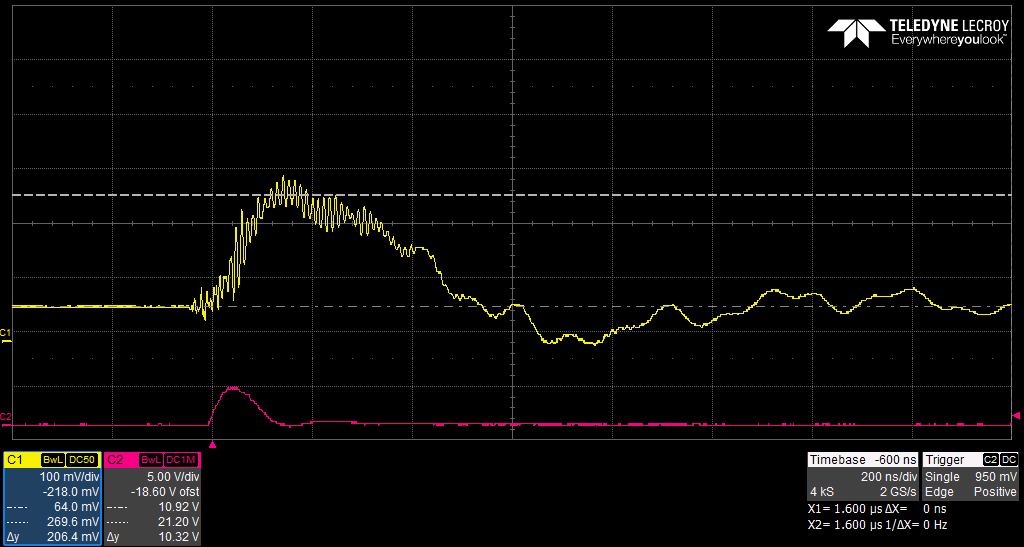 TELEDYNE LECROY
Everywhereyoulook™
C1
C2
C1 BwL DC50
100 mV/div
-218.0 mV
64.0 mV
269.6 mV
Δy 206.4 mV
C2 BwL DC1M
5.00 V/div
-18.60 V ofst
10.92 V
21.20 V
Δy 10.32 V
Timebase -600 ns
200 ns/div
4 kS 2 GS/s
Trigger C2 DC
Single 950 mV
Edge Positive
X1= 1.600 µs ΔX= 0 ns
X2= 1.600 µs 1/ΔX= 0 Hz